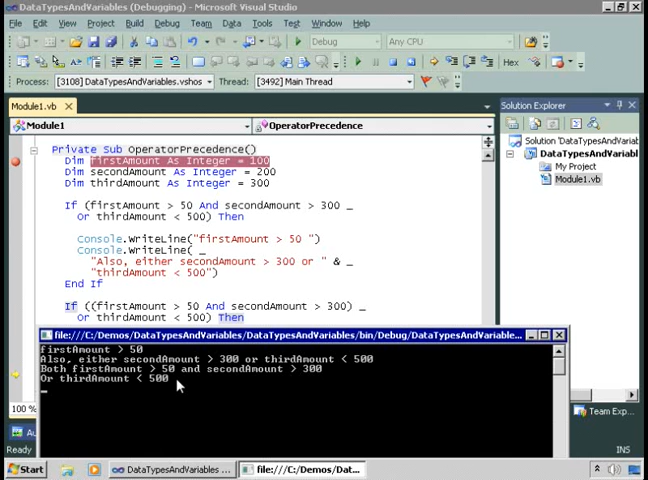 DataTypesAndVariables (Debugging) - Microsoft Visual Studio
File Edit View Project Build Debug Team Data Tools Test Window Help
Debug Any CPU
Hex
Process: [3108] DataTypesAndVariables.vshos Thread: [3492] Main Thread
Module1.vb
Module1 OperatorPrecedence
Private Sub OperatorPrecedence()
Dim firstAmount As Integer = 100
Dim secondAmount As Integer = 200
Dim thirdAmount As Integer = 300
If (firstAmount > 50 And secondAmount > 300 _
Or thirdAmount < 500) Then
Console.WriteLine("firstAmount > 50 ")
Console.WriteLine( _
"Also, either secondAmount > 300 or " & _
"thirdAmount < 500")
End If
If ((firstAmount > 50 And secondAmount > 300) _
Or thirdAmount < 500) Then
Solution Explorer
Solution 'DataTypesAndVariabl
DataTypesAndVariabl
My Project
Module1.vb
file:///C:/Demos/DataTypesAndVariables/DataTypesAndVariables/bin/Debug/DataTypesAndVariable...
firstAmount > 50
Also, either secondAmount > 300 or thirdAmount < 500
Both firstAmount > 50 and secondAmount > 300
Or thirdAmount < 500
100 %
Au
Team Exp...
Ready
INS
Start
DataTypesAndVariables ...
file:///C:/Demos/Dat...